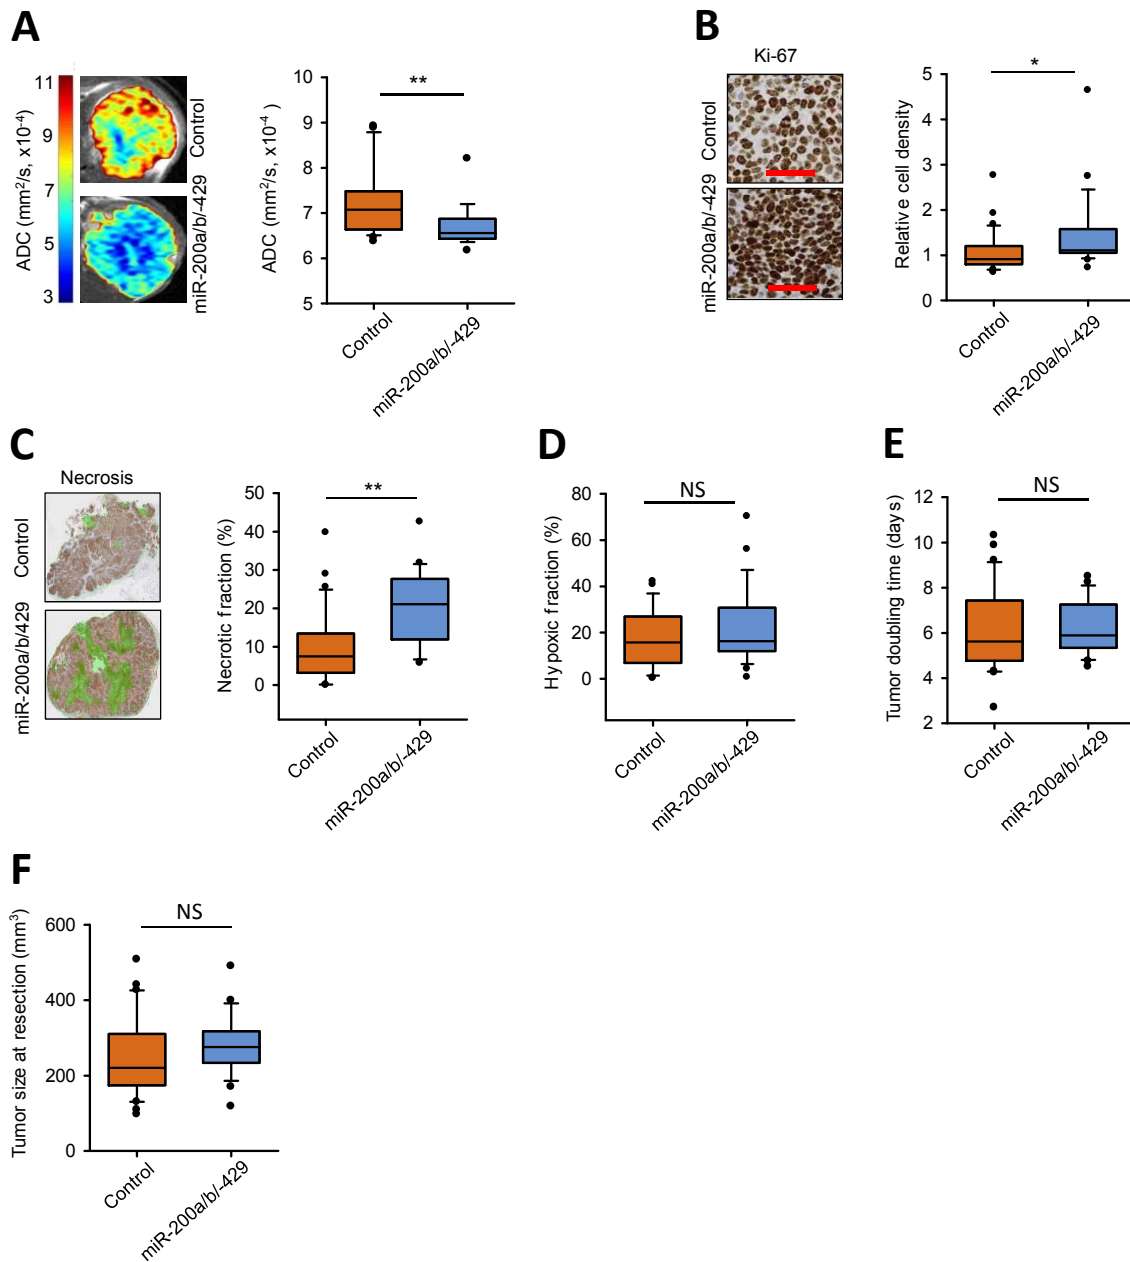 A
ADC (mm²/s, x10⁻⁴)
11
9
7
5
3
Control
miR-200a/b/-429
ADC (mm²/s, x10⁻⁴)
10
9
8
7
6
5
**
Control
miR-200a/b/-429
B
Ki-67
Control
miR-200a/b/-429
Relative cell density
5
4
3
2
1
0
*
Control
miR-200a/b/-429
C
Necrosis
Control
miR-200a/b/429
Necrotic fraction (%)
50
40
30
20
10
0
**
Control
miR-200a/b/-429
D
Hypoxic fraction (%)
80
60
40
20
0
NS
Control
miR-200a/b/-429
E
Tumor doubling time (days)
12
10
8
6
4
2
NS
Control
miR-200a/b/-429
F
Tumor size at resection (mm³)
600
400
200
0
NS
Control
miR-200a/b/-429